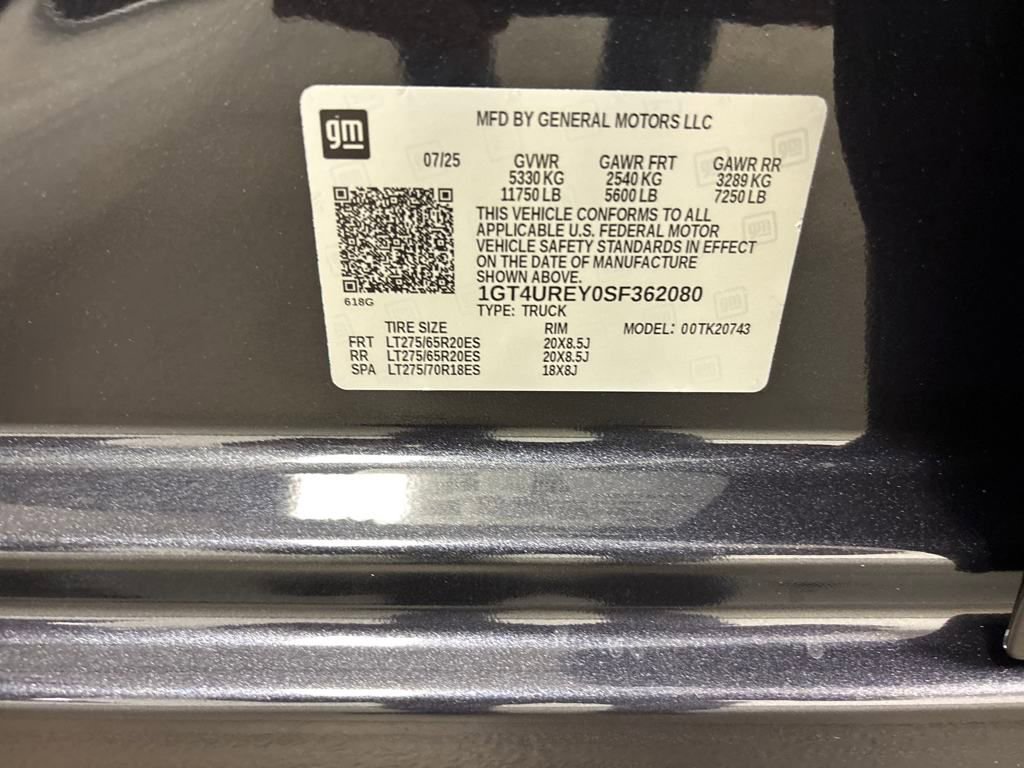 gm
MFD BY GENERAL MOTORS LLC
07/25 GVWR GAWR FRT GAWR RR
5330 KG 2540 KG 3289 KG
11750 LB 5600 LB 7250 LB
THIS VEHICLE CONFORMS TO ALL
APPLICABLE U.S. FEDERAL MOTOR
VEHICLE SAFETY STANDARDS IN EFFECT
ON THE DATE OF MANUFACTURE
SHOWN ABOVE.
1GT4UREY0SF362080
618G
TYPE: TRUCK
TIRE SIZE RIM MODEL: 00TK20743
FRT LT275/65R20ES 20X8.5J
RR LT275/65R20ES 20X8.5J
SPA LT275/70R18ES 18X8J